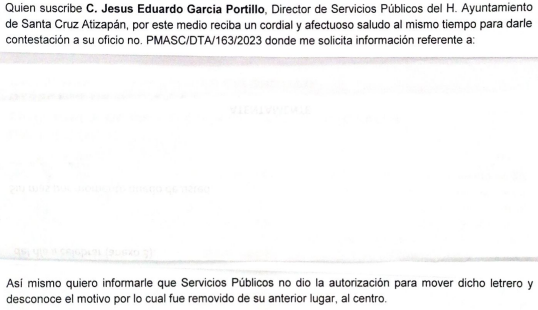 Quien suscribe C. Jesus Eduardo Garcia Portillo, Director de Servicios Públicos del H. Ayuntamiento
de Santa Cruz Atizapán, por este medio reciba un cordial y afectuoso saludo al mismo tiempo para darle
contestación a su oficio no. PMASC/DTA/163/2023 donde me solicita información referente a:
Así mismo quiero informarle que Servicios Públicos no dio la autorización para mover dicho letrero y
desconoce el motivo por lo cual fue removido de su anterior lugar, al centro.